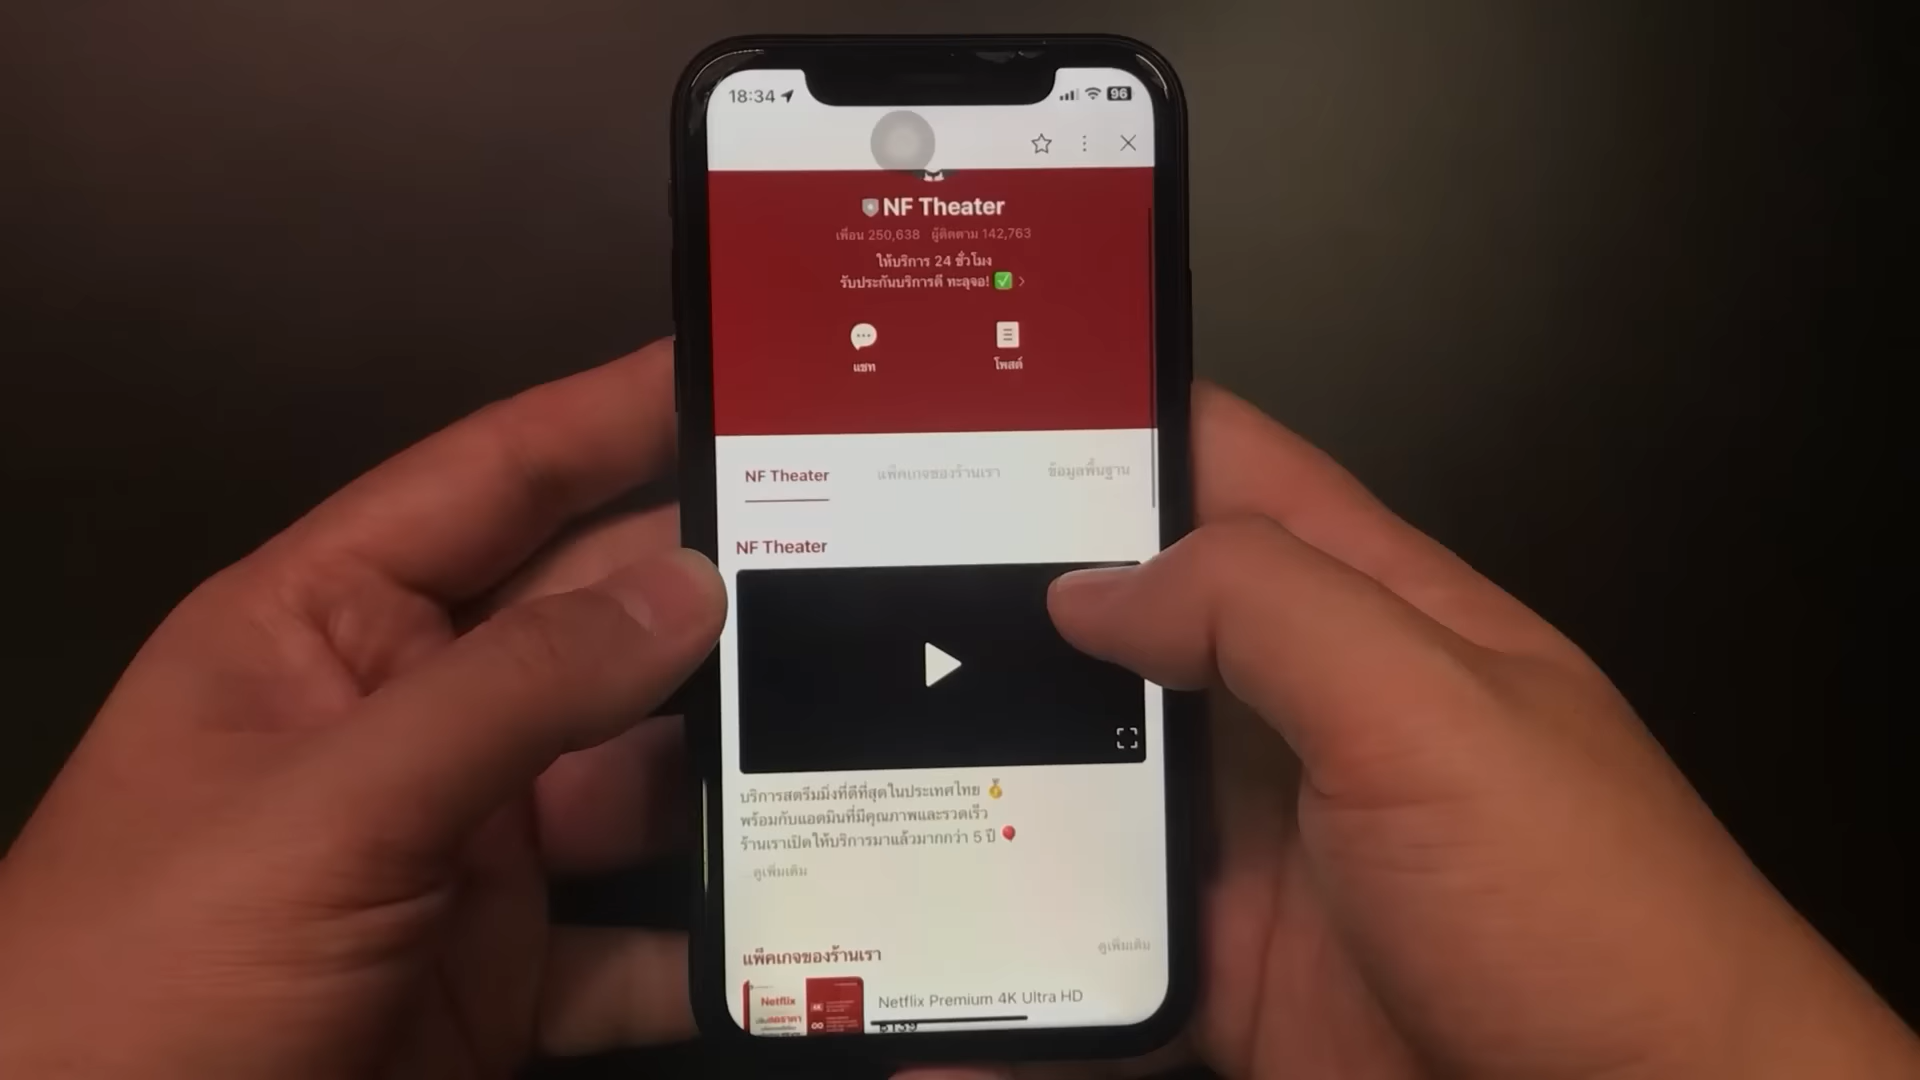 18:34
96
NF Theater
เพื่อน 250,638 ผู้ติดตาม 142,763
ให้บริการ 24 ชั่วโมง
รับประกันบริการดี ทะลุจอ! ✅ >
แชท
โพสต์
NF Theater
แพ็คเกจของร้านเรา
ข้อมูลพื้นฐาน
NF Theater
บริการสตรีมมิ่งที่ดีที่สุดในประเทศไทย 🏅
พร้อมกับแอดมินที่มีคุณภาพและรวดเร็ว
ร้านเราเปิดให้บริการมาแล้วมากกว่า 5 ปี 🎈
ดูเพิ่มเติม
แพ็คเกจของร้านเรา
ดูเพิ่มเติม
Netflix
Netflix Premium 4K Ultra HD
฿139